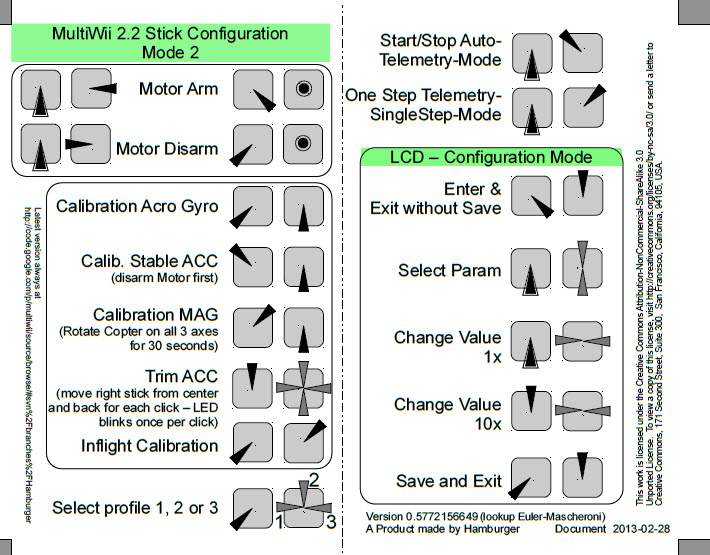 MultiWii 2.2 Stick Configuration
Mode 2
Motor Arm
Motor Disarm
Calibration Acro Gyro
Calib. Stable ACC
(disarm Motor first)
Calibration MAG
(Rotate Copter on all 3 axes
for 30 seconds)
Trim ACC
(move right stick from center
and back for each click – LED
blinks once per click)
Inflight Calibration
Select profile 1, 2 or 3
1
2
3
Latest version always at
http://code.google.com/p/multiwii/source/browse/#svn%2Fbranches%2FHamburger
Start/Stop Auto-
Telemetry-Mode
One Step Telemetry-
SingleStep-Mode
LCD – Configuration Mode
Enter &
Exit without Save
Select Param
Change Value
1x
Change Value
10x
Save and Exit
Version 0.5772156649 (lookup Euler-Mascheroni)
A Product made by Hamburger Document 2013-02-28
This work is licensed under the Creative Commons Attribution-NonCommercial-ShareAlike 3.0
Unported License. To view a copy of this license, visit http://creativecommons.org/licenses/by-nc-sa/3.0/ or send a letter to
Creative Commons, 171 Second Street, Suite 300, San Francisco, California, 94105, USA.